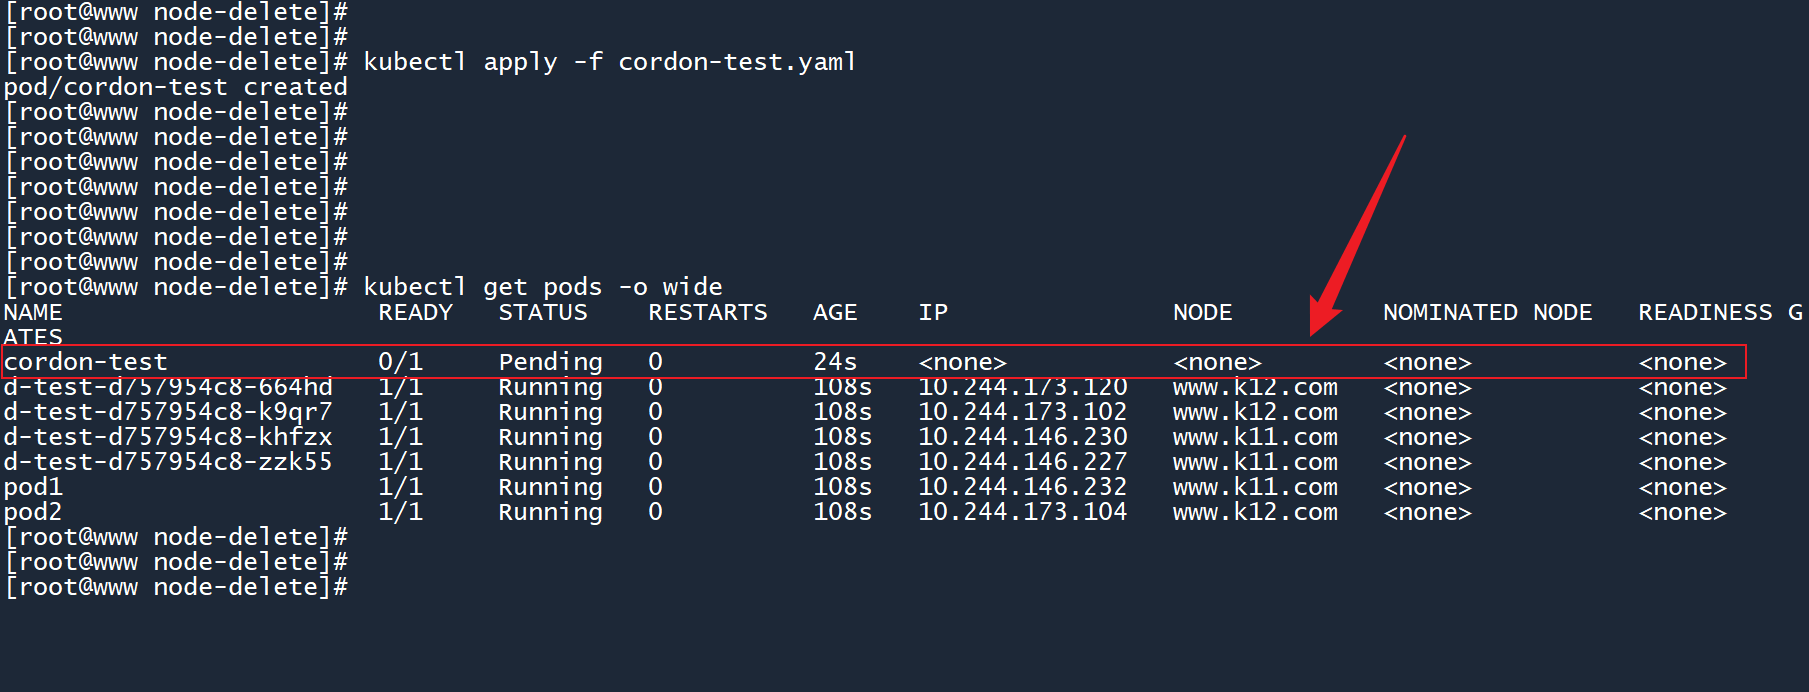 [root@www node-delete]#
[root@www node-delete]#
[root@www node-delete]# kubectl apply -f cordon-test.yaml
pod/cordon-test created
[root@www node-delete]#
[root@www node-delete]#
[root@www node-delete]#
[root@www node-delete]#
[root@www node-delete]#
[root@www node-delete]#
[root@www node-delete]#
[root@www node-delete]# kubectl get pods -o wide
NAME                     READY   STATUS    RESTARTS   AGE    IP               NODE          NOMINATED NODE   READINESS G
ATES
cordon-test              0/1     Pending   0          24s    <none>           <none>        <none>           <none>
d-test-d757954c8-664hd   1/1     Running   0          108s   10.244.173.120   www.k12.com   <none>           <none>
d-test-d757954c8-k9qr7   1/1     Running   0          108s   10.244.173.102   www.k12.com   <none>           <none>
d-test-d757954c8-khfzx   1/1     Running   0          108s   10.244.146.230   www.k11.com   <none>           <none>
d-test-d757954c8-zzk55   1/1     Running   0          108s   10.244.146.227   www.k11.com   <none>           <none>
pod1                     1/1     Running   0          108s   10.244.146.232   www.k11.com   <none>           <none>
pod2                     1/1     Running   0          108s   10.244.173.104   www.k12.com   <none>           <none>
[root@www node-delete]#
[root@www node-delete]#
[root@www node-delete]#